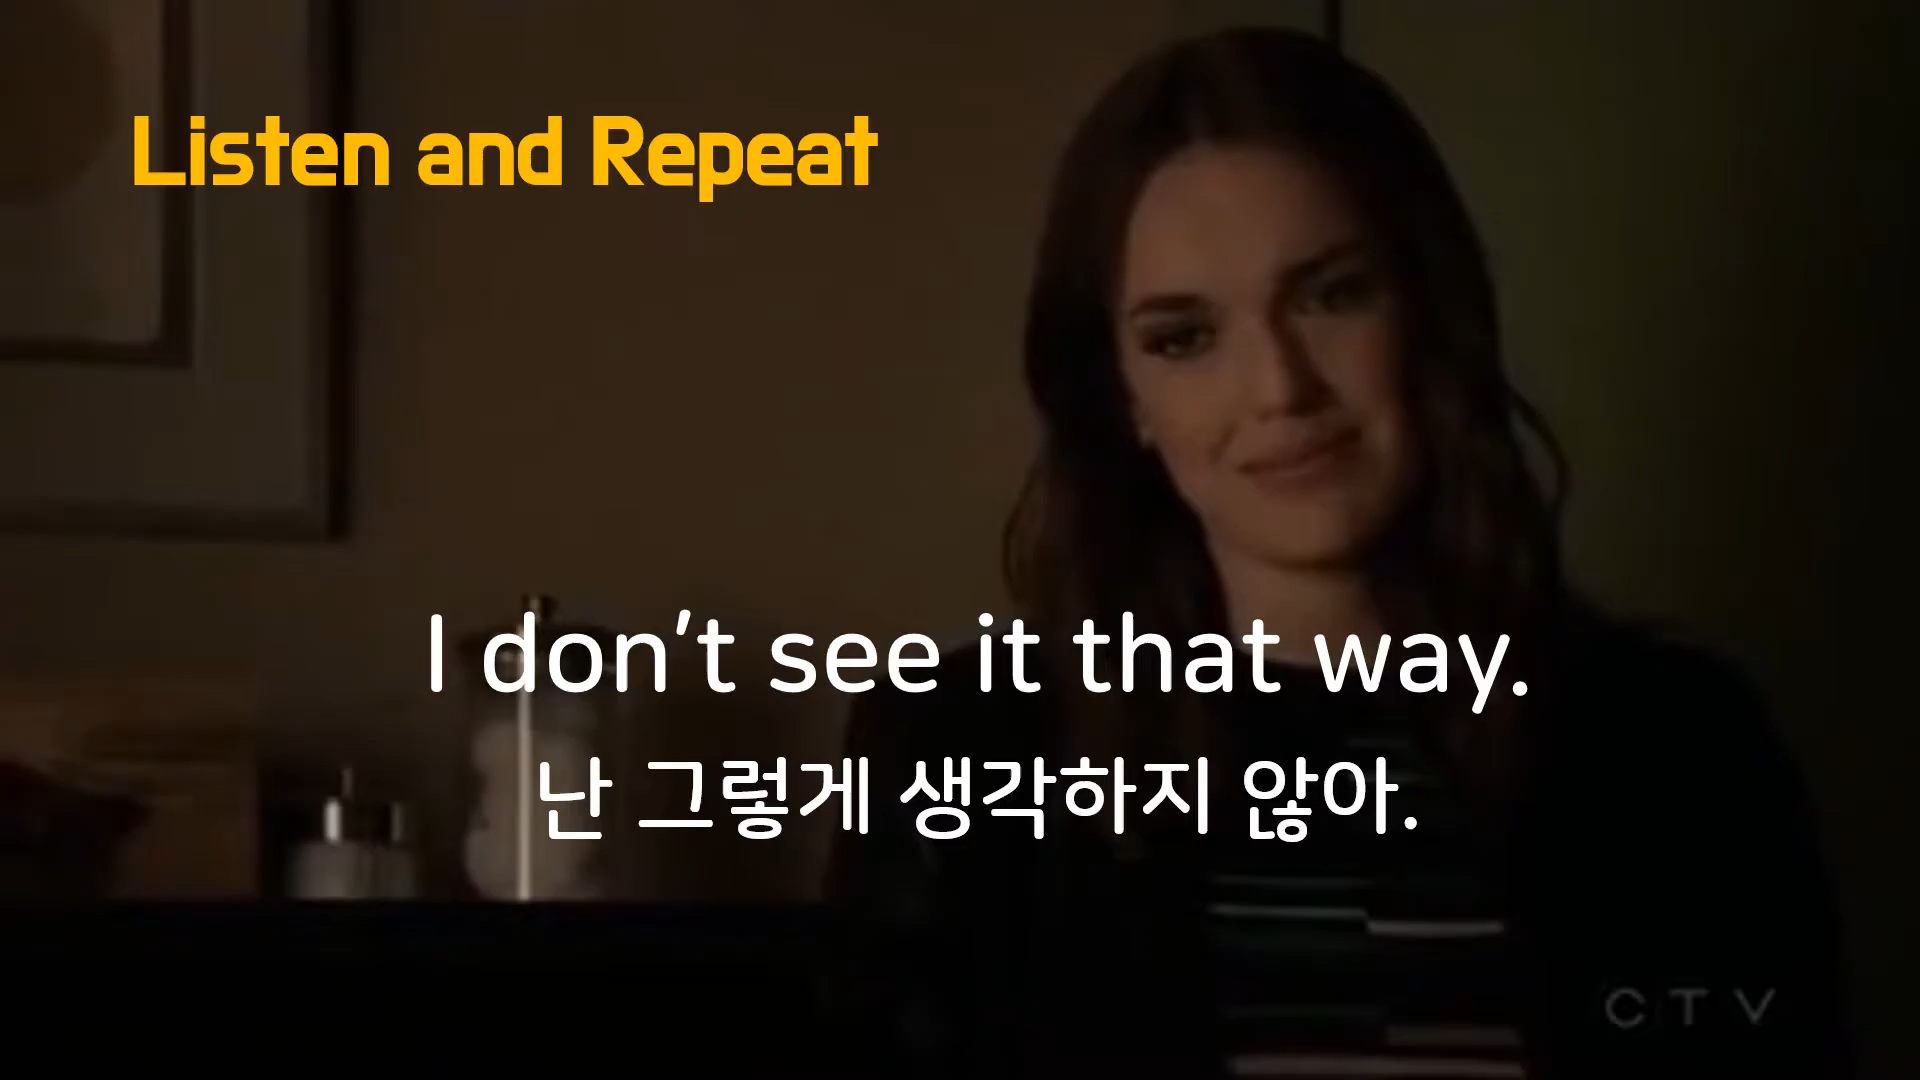 Listen and Repeat
I don't see it that way.
난 그렇게 생각하지 않아.
CTV